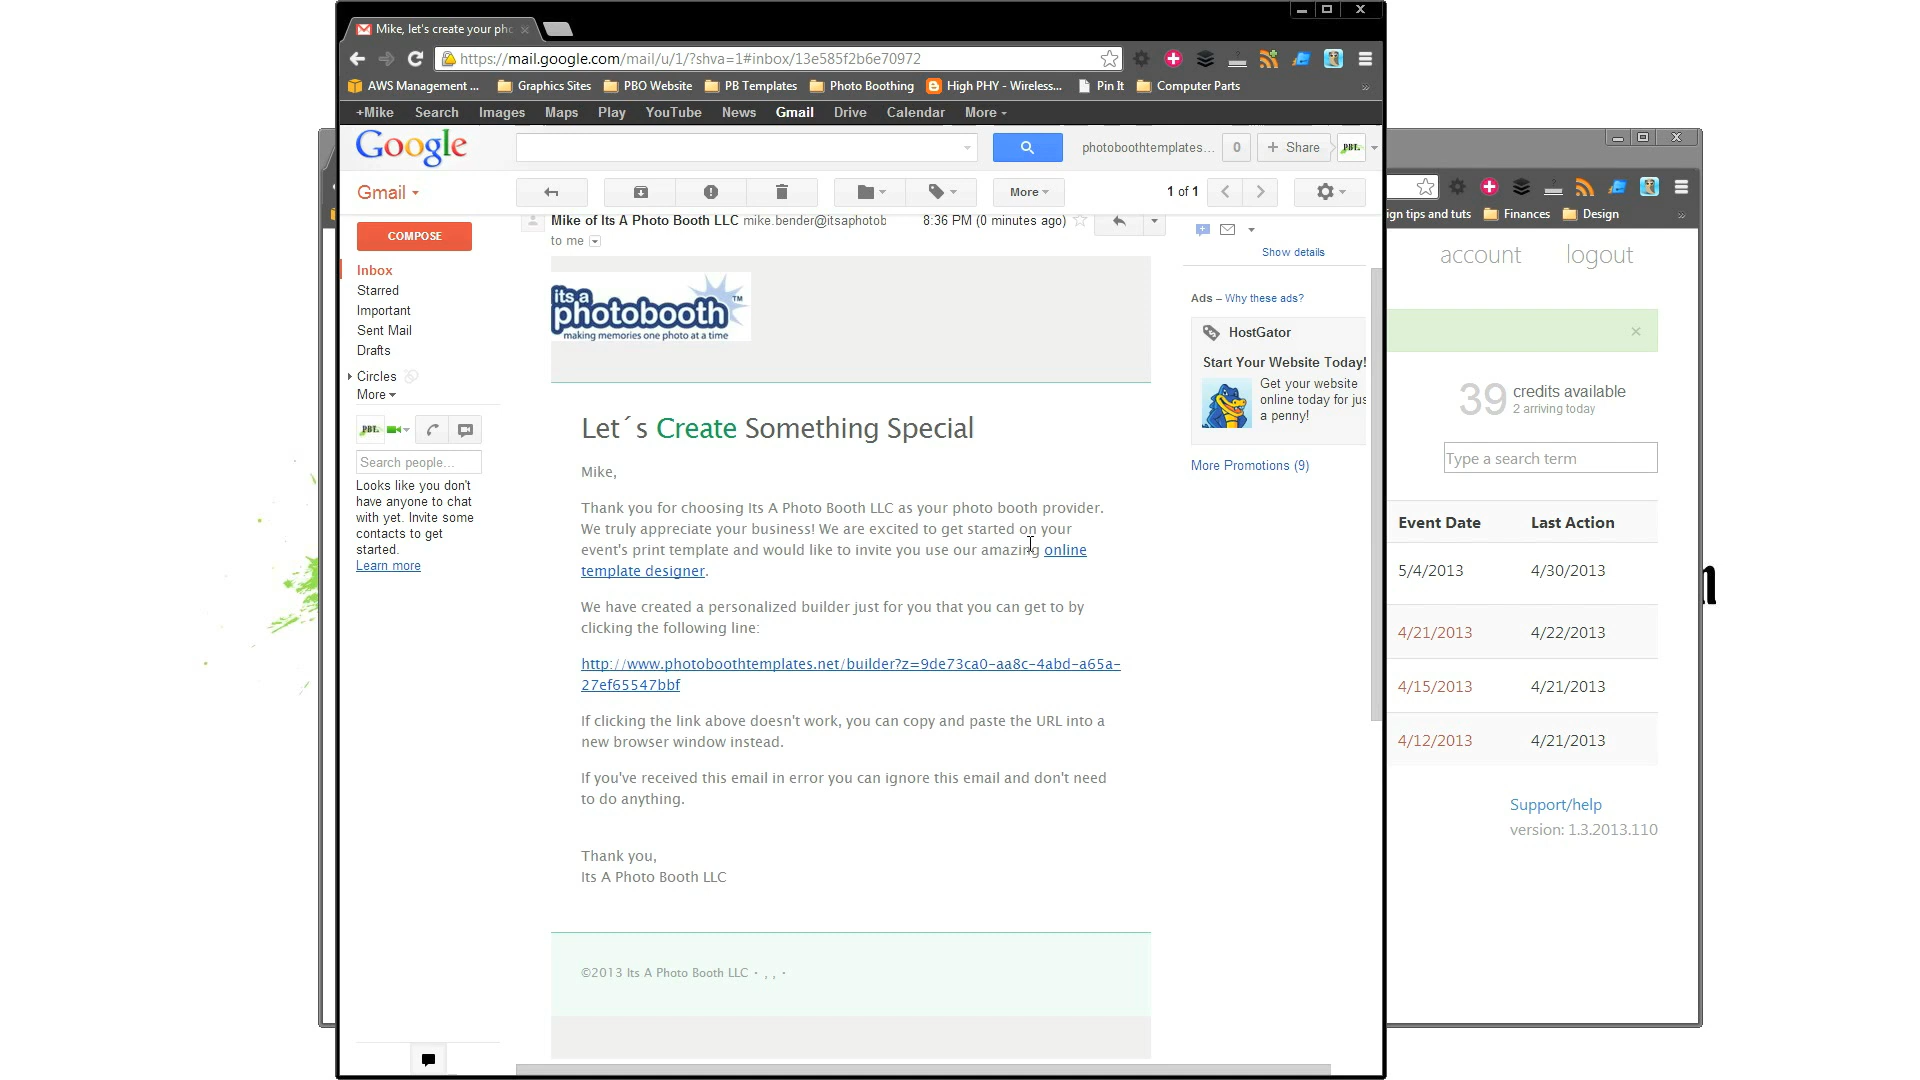 Mike, let's create your pho
https://mail.google.com/mail/u/1/?shva=1#inbox/13e585f2b6e70972
AWS Management ... Graphics Sites PBO Website PB Templates Photo Boothing High PHY - Wireless... Pin It Computer Parts »
+Mike Search Images Maps Play YouTube News Gmail Drive Calendar More
Google photoboothtemplates... 0 + Share PBT.
Gmail More 1 of 1
COMPOSE
Inbox
Starred
Important
Sent Mail
Drafts
Circles
More
PBT.
Search people...
Looks like you don't
have anyone to chat
with yet. Invite some
contacts to get
started.
Learn more
Mike of Its A Photo Booth LLC mike.bender@itsaphotob 8:36 PM (0 minutes ago)
to me
its a
photobooth™
making memories one photo at a time
Let´s Create Something Special
Mike,
Thank you for choosing Its A Photo Booth LLC as your photo booth provider.
We truly appreciate your business! We are excited to get started on your
event's print template and would like to invite you use our amazing online
template designer.
We have created a personalized builder just for you that you can get to by
clicking the following line:
http://www.photoboothtemplates.net/builder?z=9de73ca0-aa8c-4abd-a65a-
27ef65547bbf
If clicking the link above doesn't work, you can copy and paste the URL into a
new browser window instead.
If you've received this email in error you can ignore this email and don't need
to do anything.
Thank you,
Its A Photo Booth LLC
©2013 Its A Photo Booth LLC · , , ·
Show details
Ads – Why these ads?
HostGator
Start Your Website Today!
Get your website
online today for jus
a penny!
More Promotions (9)
ign tips and tuts Finances Design »
account logout
39 credits available
2 arriving today
Type a search term
Event Date Last Action
5/4/2013 4/30/2013
4/21/2013 4/22/2013
4/15/2013 4/21/2013
4/12/2013 4/21/2013
Support/help
version: 1.3.2013.110